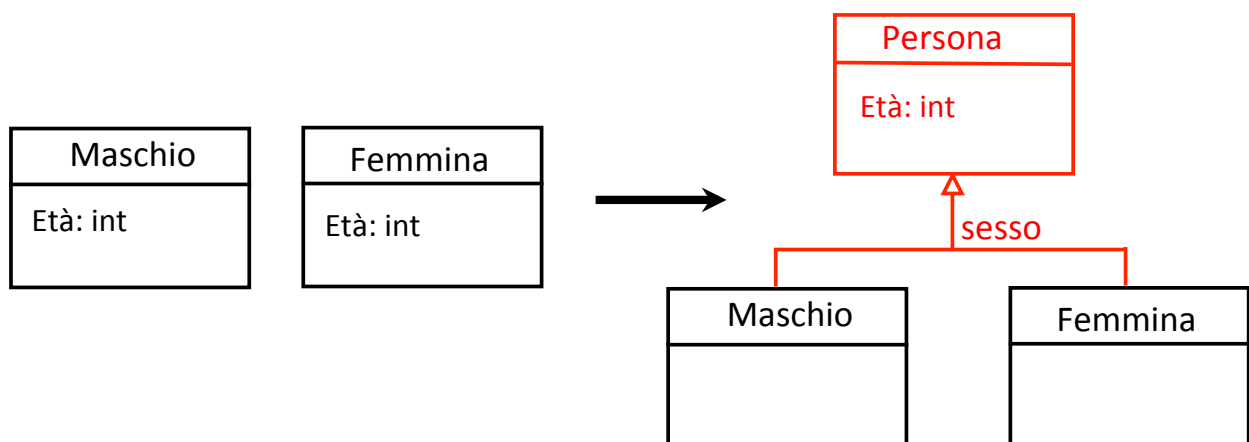 Maschio
Età: int
Femmina
Età: int
Persona
Età: int
sesso
Maschio
Femmina